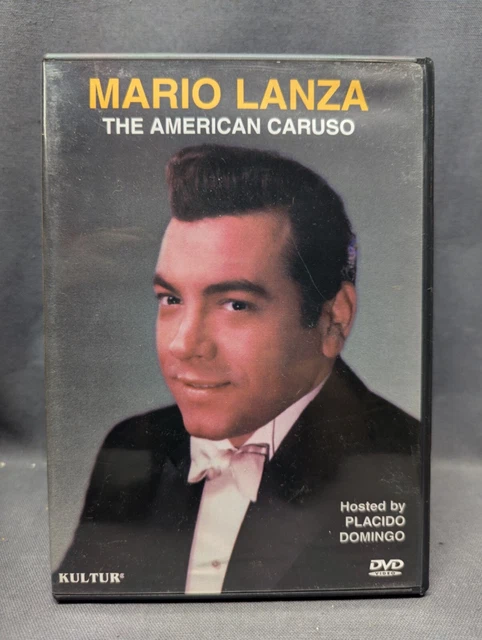 MARIO LANZA
THE AMERICAN CARUSO
Hosted by
PLACIDO
DOMINGO
KULTUR®
DVD
VIDEO